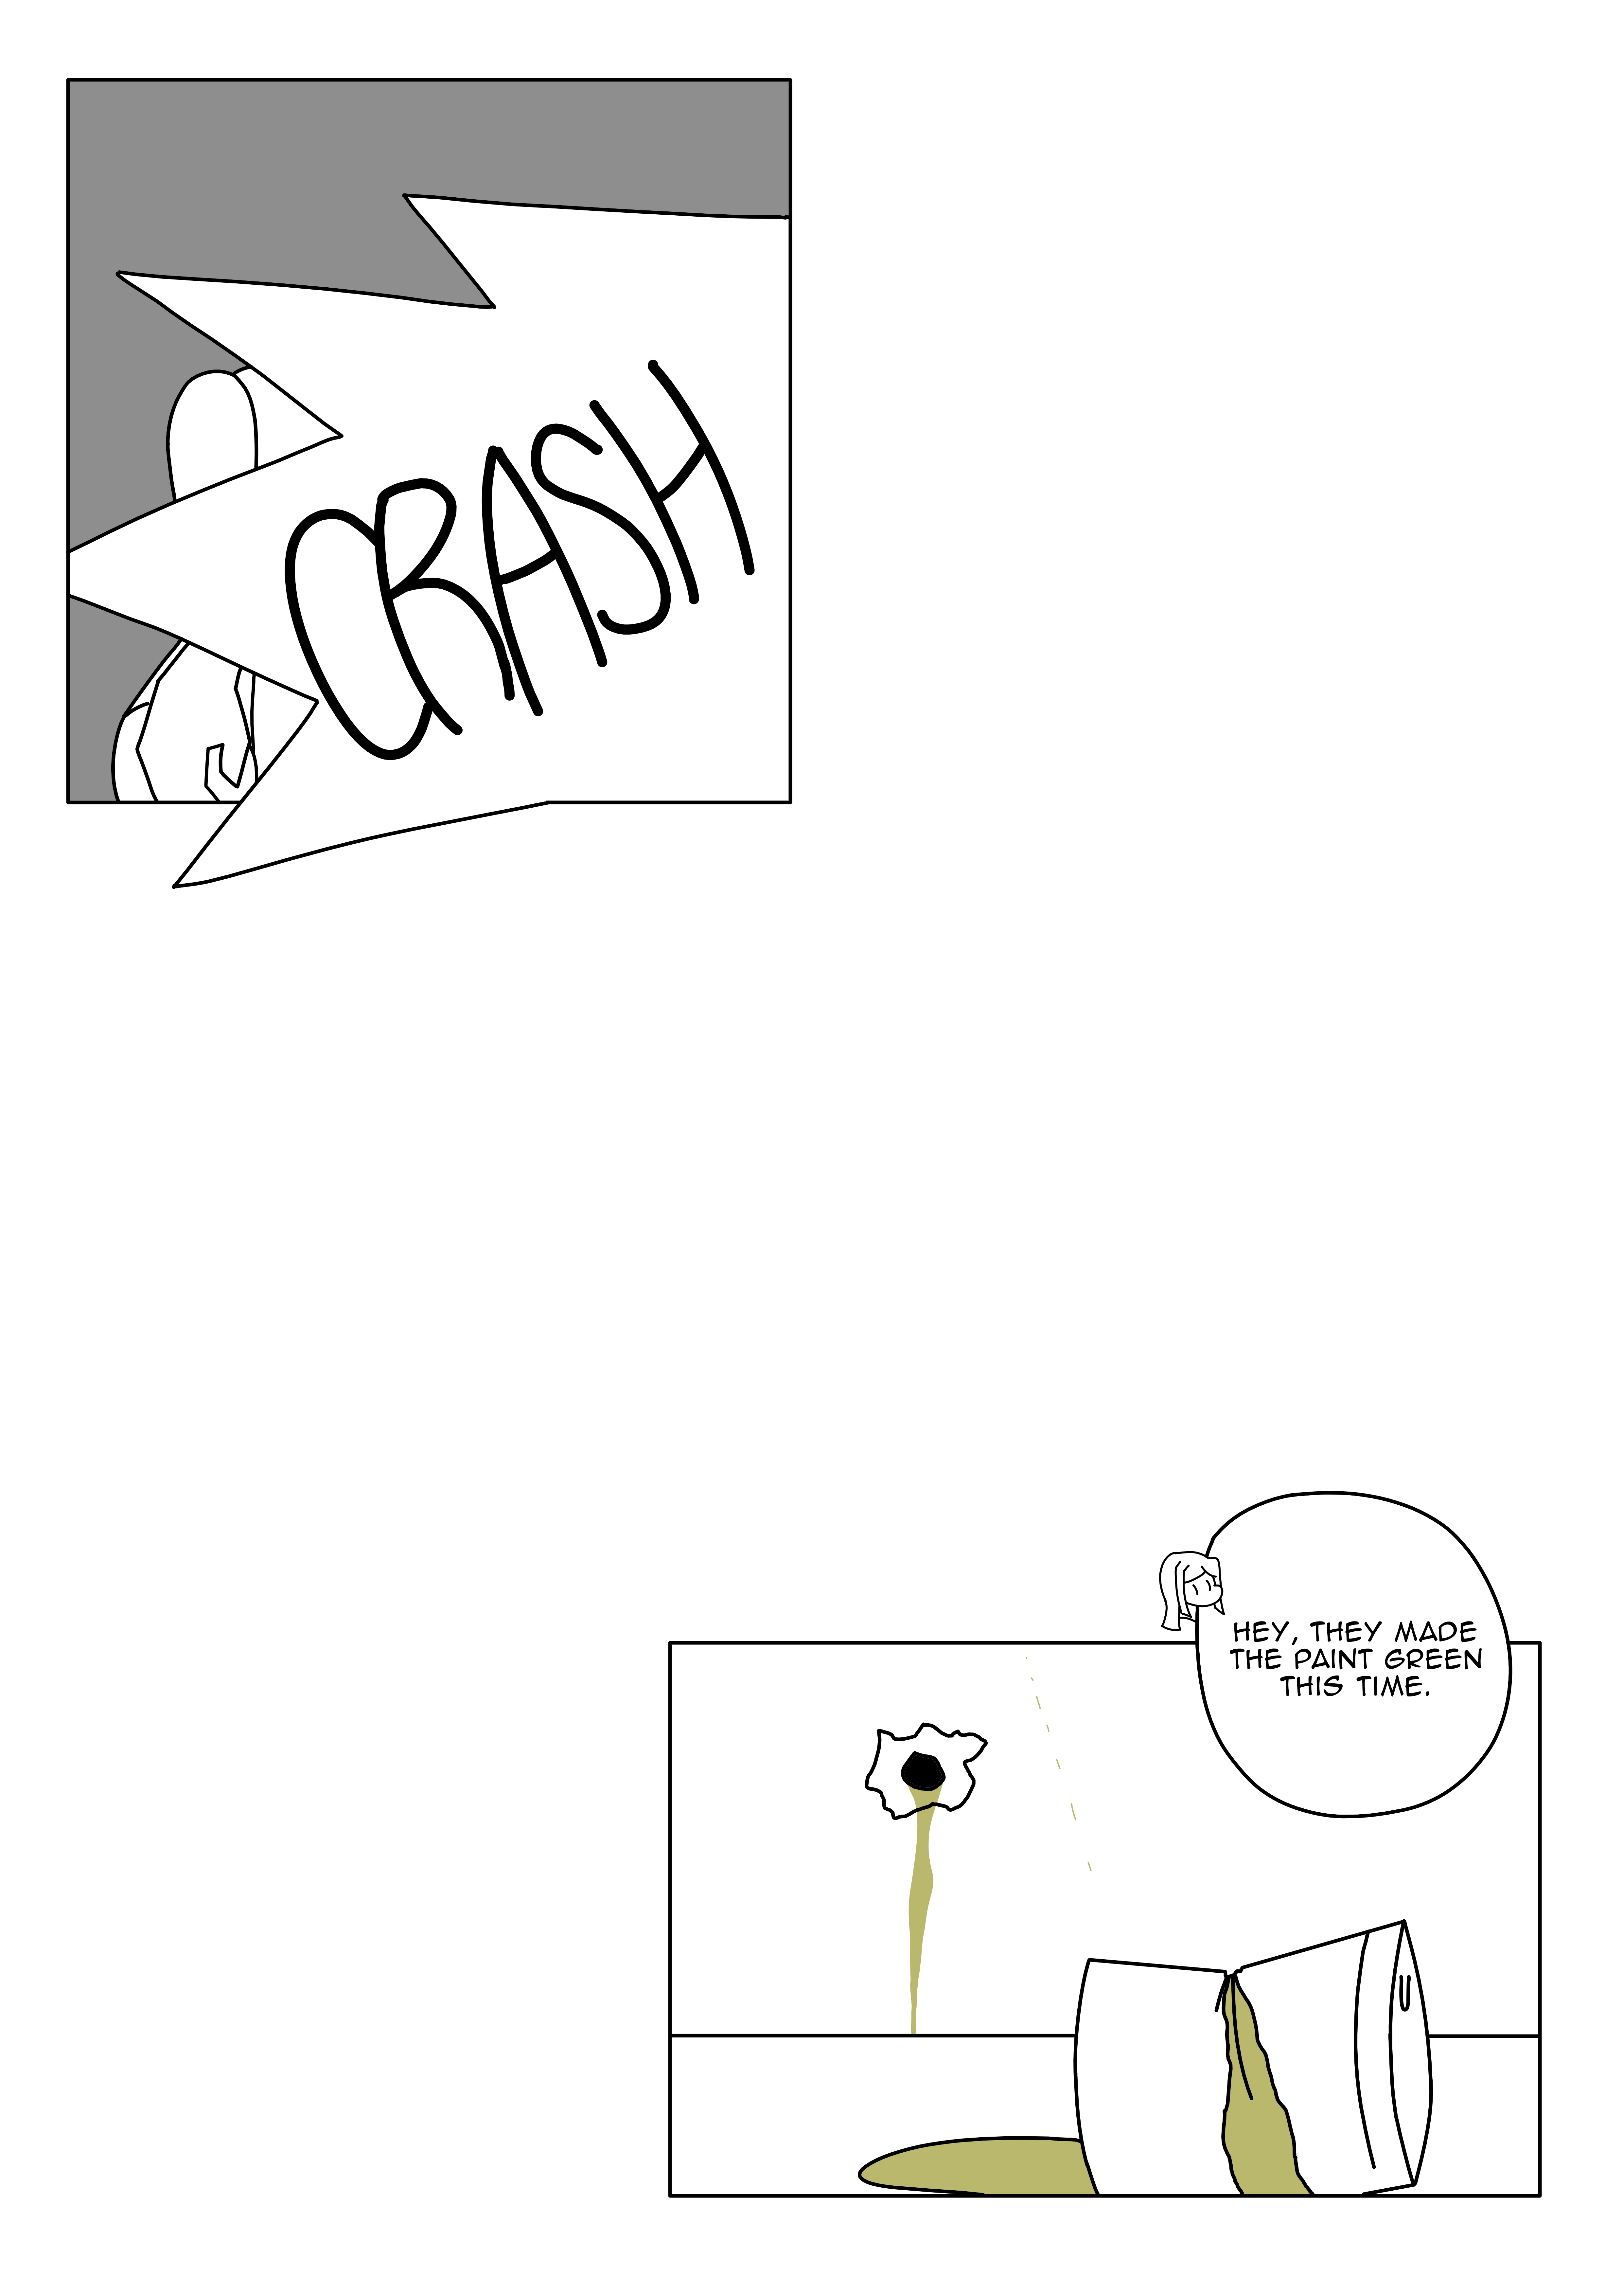 CRASH
HEY, THEY MADE
THE PAINT GREEN
THIS TIME.